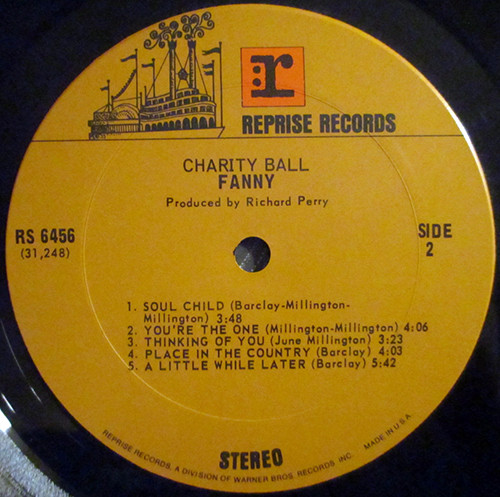 r
REPRISE RECORDS
CHARITY BALL
FANNY
Produced by Richard Perry
RS 6456
(31,248)
SIDE
2
1. SOUL CHILD (Barclay-Millington-
Millington) 3:48
2. YOU'RE THE ONE (Millington-Millington) 4:06
3. THINKING OF YOU (June Millington) 3:23
4. PLACE IN THE COUNTRY (Barclay) 4:03
5. A LITTLE WHILE LATER (Barclay) 5:42
STEREO
REPRISE RECORDS, A DIVISION OF WARNER BROS. RECORDS INC. MADE IN U.S.A.